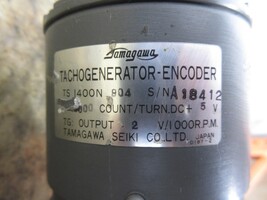 Tamagawa
TACHOGENERATOR-ENCODER
TS 1400N 904 S/N A18412
COUNT/TURN.DC+ 5 V
TG. OUTPUT 2 V/1000R.P.M.
TAMAGAWA SEIKI CO.,LTD. JAPAN